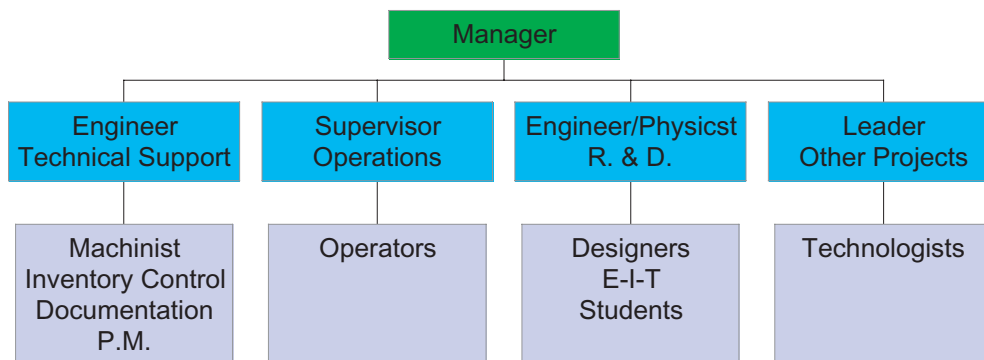 Manager
Engineer
Technical Support
Supervisor
Operations
Engineer/Physicst
R. & D.
Leader
Other Projects
Machinist
Inventory Control
Documentation
P.M.
Operators
Designers
E-I-T
Students
Technologists